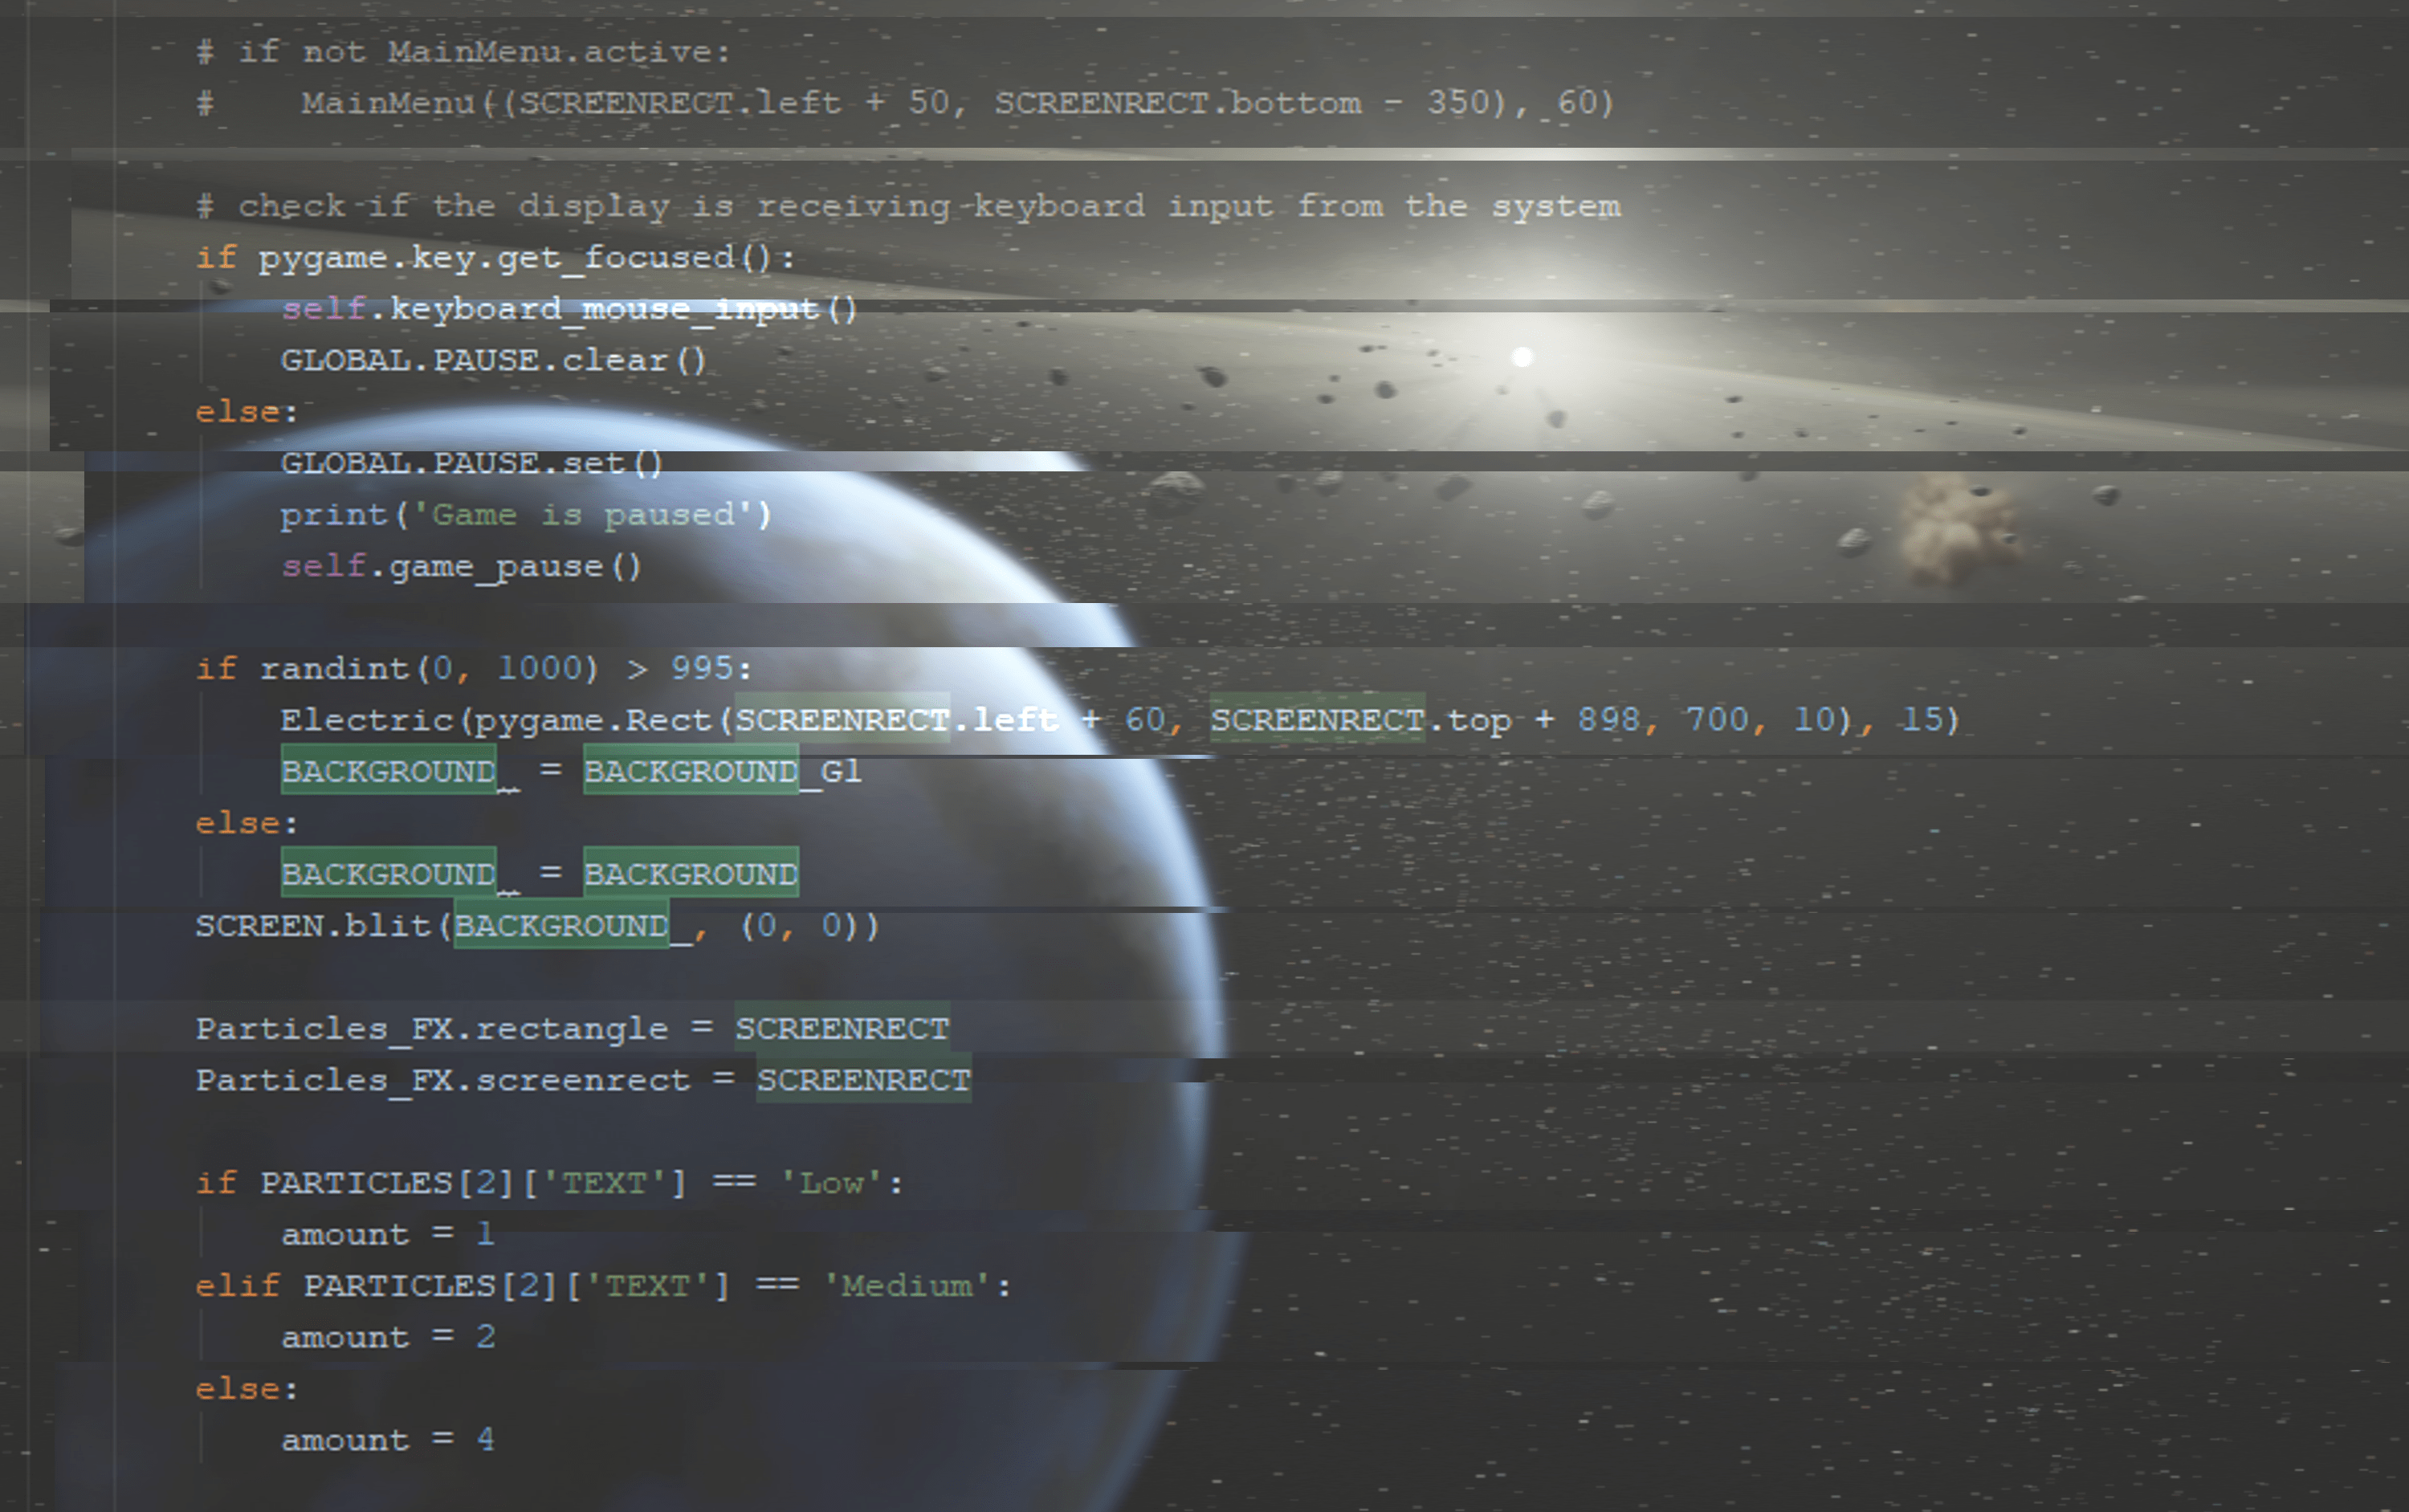 # if not MainMenu.active:
#    MainMenu((SCREENRECT.left + 50, SCREENRECT.bottom - 350), 60)
# check if the display is receiving keyboard input from the system
if pygame.key.get_focused():
    self.keyboard_mouse_input()
    GLOBAL.PAUSE.clear()
else:
    GLOBAL.PAUSE.set()
    print('Game is paused')
    self.game_pause()
if randint(0, 1000) > 995:
    Electric(pygame.Rect(SCREENRECT.left + 60, SCREENRECT.top + 898, 700, 10), 15)
    BACKGROUND_ = BACKGROUND_G1
else:
    BACKGROUND_ = BACKGROUND
SCREEN.blit(BACKGROUND_, (0, 0))
Particles_FX.rectangle = SCREENRECT
Particles_FX.screenrect = SCREENRECT
if PARTICLES[2]['TEXT'] == 'Low':
    amount = 1
elif PARTICLES[2]['TEXT'] == 'Medium':
    amount = 2
else:
    amount = 4